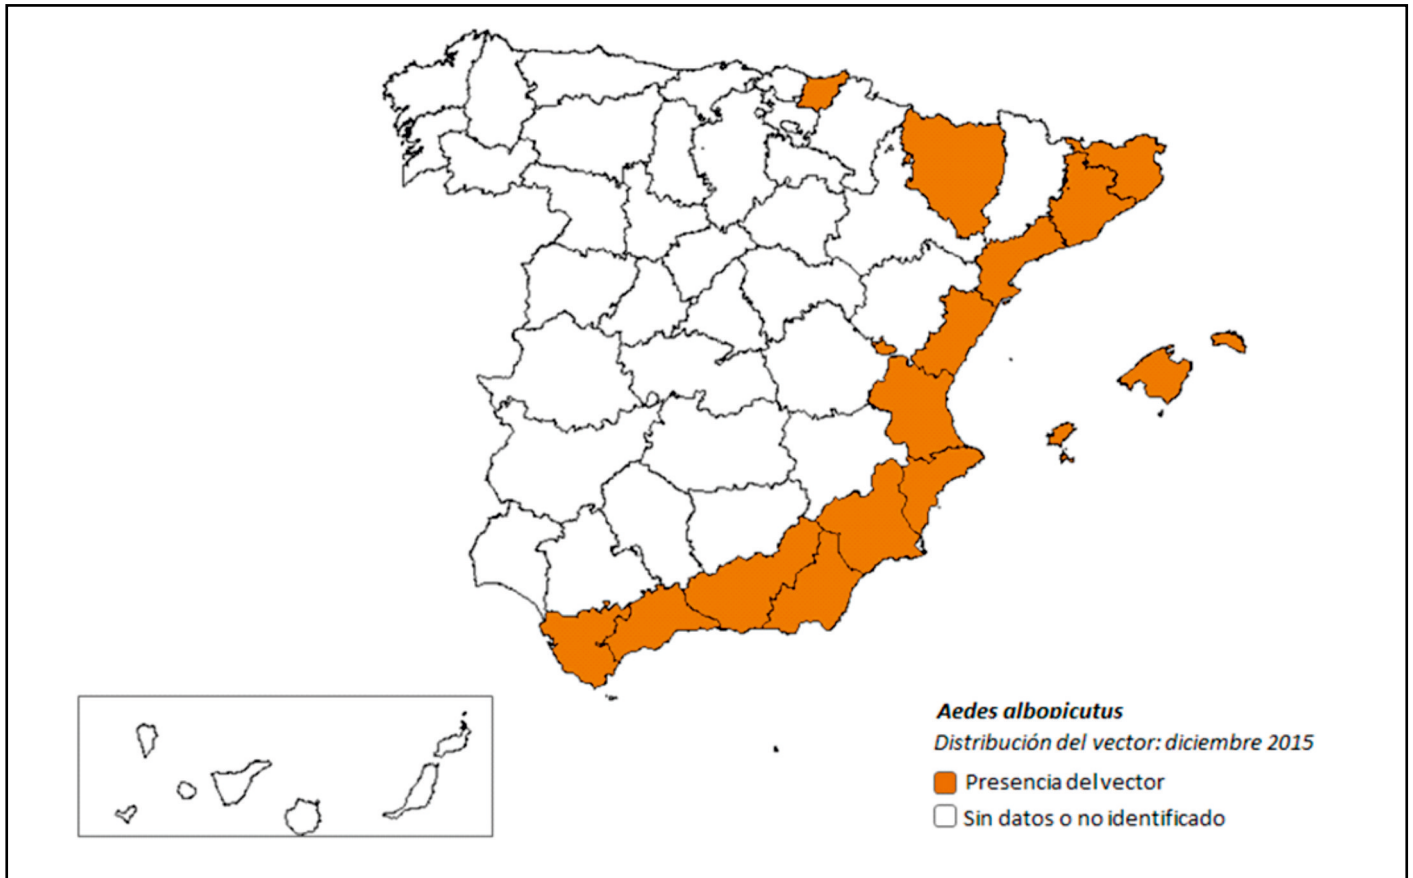 Aedes albopicutus
Distribución del vector: diciembre 2015
Presencia del vector
Sin datos o no identificado